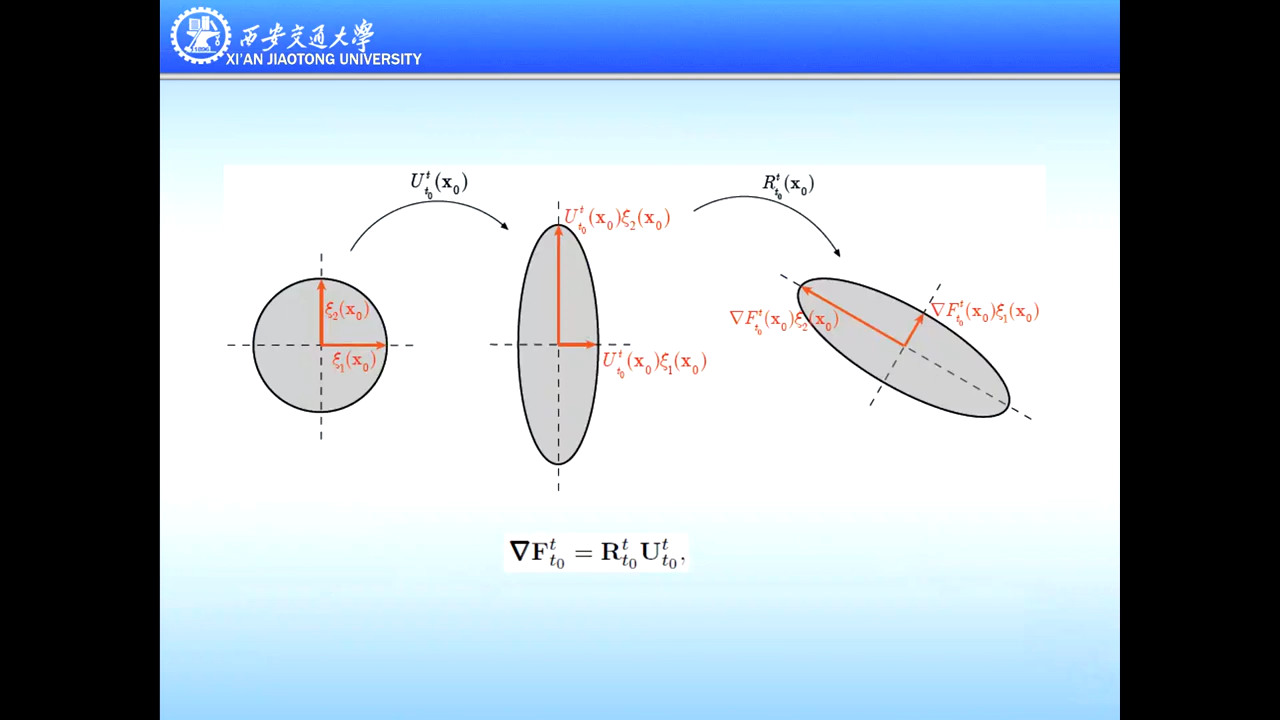 西安交通大學
XI'AN JIAOTONG UNIVERSITY
1896
U^t_{t_0}(x_0)
R^t_{t_0}(x_0)
U^t_{t_0}(x_0)ξ_2(x_0)
ξ_2(x_0)
ξ_1(x_0)
U^t_{t_0}(x_0)ξ_1(x_0)
∇F^t_{t_0}(x_0)ξ_2(x_0)
∇F^t_{t_0}(x_0)ξ_1(x_0)
∇F^t_{t_0} = R^t_{t_0}U^t_{t_0},